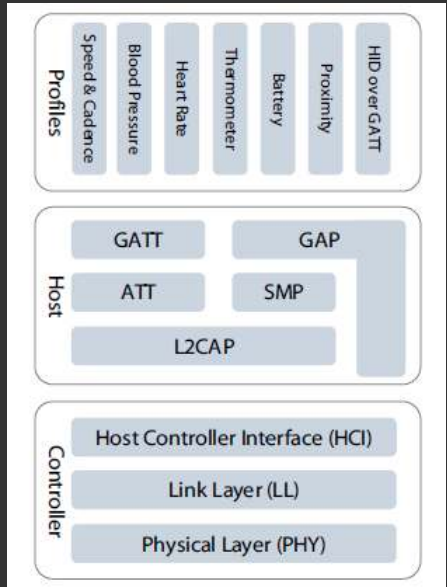 Profiles
Speed & Cadence
Blood Pressure
Heart Rate
Thermometer
Battery
Proximity
HID over GATT
Host
GATT
GAP
ATT
SMP
L2CAP
Controller
Host Controller Interface (HCI)
Link Layer (LL)
Physical Layer (PHY)